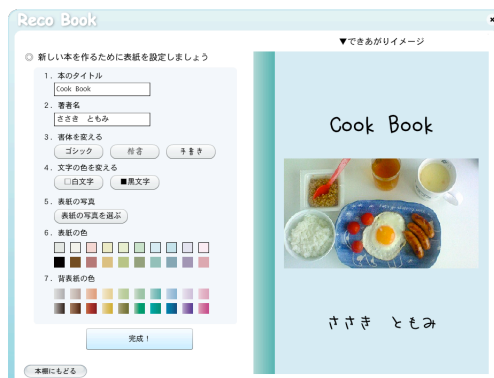 Reco Book
▼できあがりイメージ
◎ 新しい本を作るために表紙を設定しましょう
1. 本のタイトル
Cook Book
2. 著者名
ささき ともみ
3. 書体を変える
ゴシック 楷書 手書き
4. 文字の色を変える
□白文字 ■黒文字
5. 表紙の写真
表紙の写真を選ぶ
6. 表紙の色
7. 背表紙の色
完成！
本棚にもどる
Cook Book
ささき ともみ